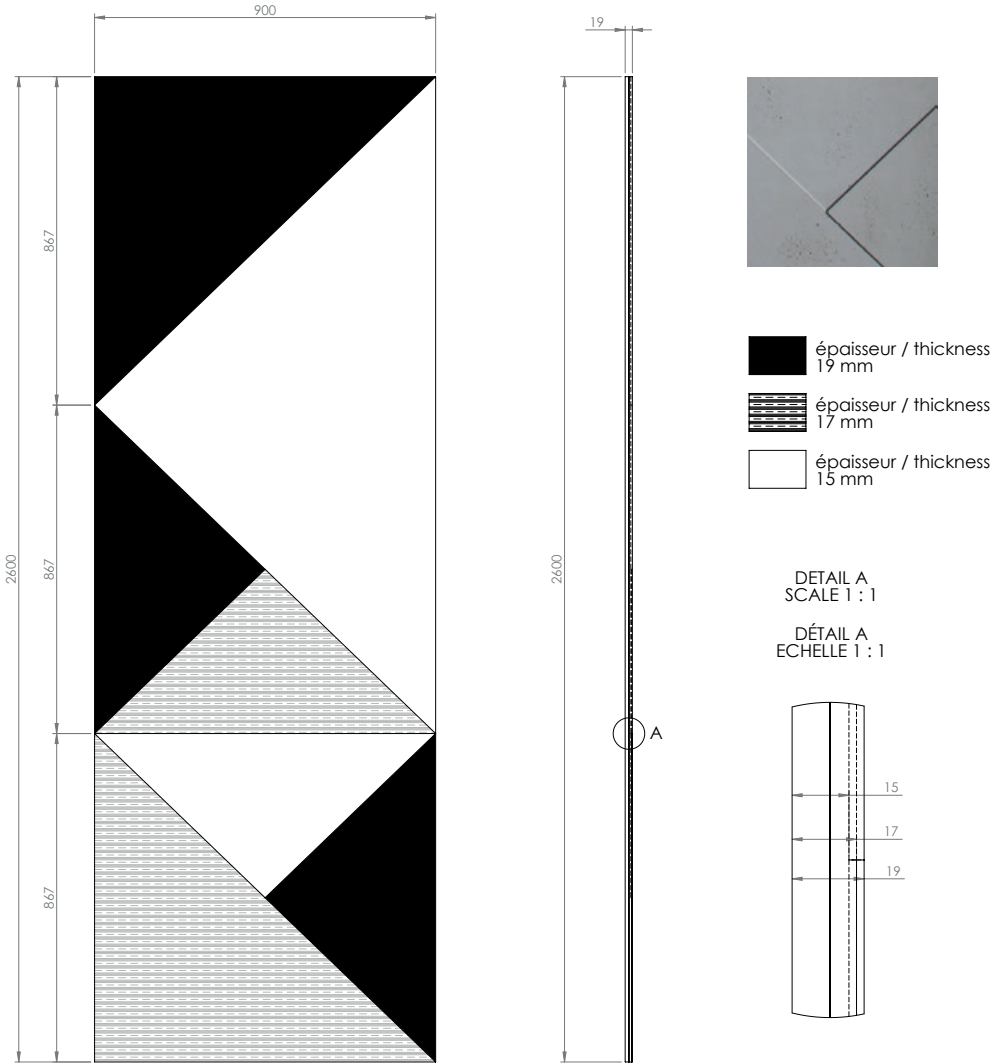 900
19
867
867
2600
867
2600
épaisseur / thickness
19 mm
épaisseur / thickness
17 mm
épaisseur / thickness
15 mm
DETAIL A
SCALE 1 : 1
DÉTAIL A
ECHELLE 1 : 1
A
15
17
19